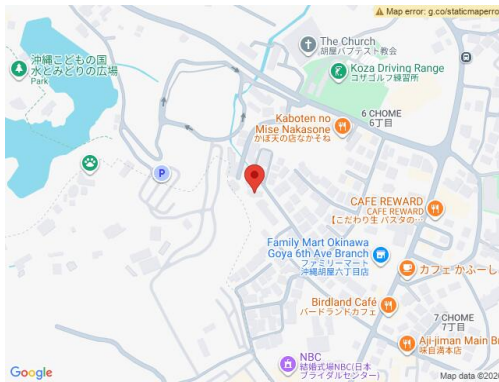 Map error: g.co/staticmaperro
The Church
胡屋バプテスト教会
沖縄こどもの国
水とみどりの広場
Park
Koza Driving Range
コザゴルフ練習所
6 CHOME
6丁目
Kaboten no
Mise Nakasone
かぼ天の店なかそね
P
CAFE REWARD
CAFE REWARD
【こだわり生 パスタの…
Family Mart Okinawa
Goya 6th Ave Branch
ファミリーマート
沖縄胡屋六丁目店
カフェかふーし
Birdland Café
バードランドカフェ
7 CHOME
7丁目
Aji-jiman Main Br
味自満本店
NBC
結婚式場NBC(日本
ブライダルセンター)
Google
Map data ©2026